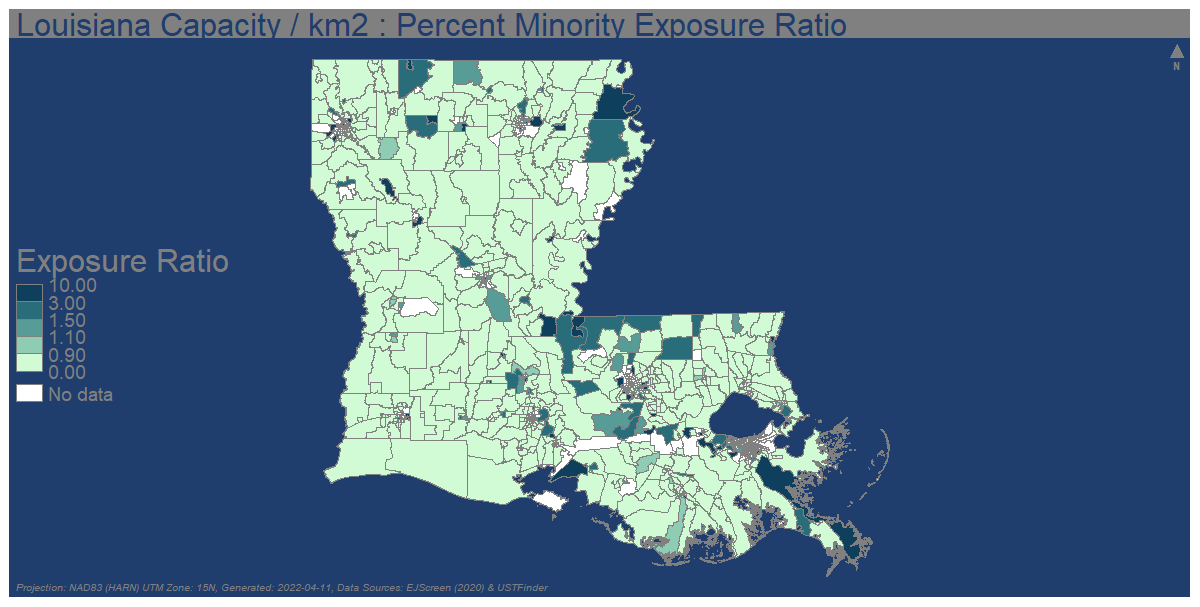 Louisiana Capacity / km2 : Percent Minority Exposure Ratio
N
Exposure Ratio
10.00
3.00
1.50
1.10
0.90
0.00
No data
Projection: NAD83 (HARN) UTM Zone: 15N, Generated: 2022-04-11, Data Sources: EJScreen (2020) & USTFinder